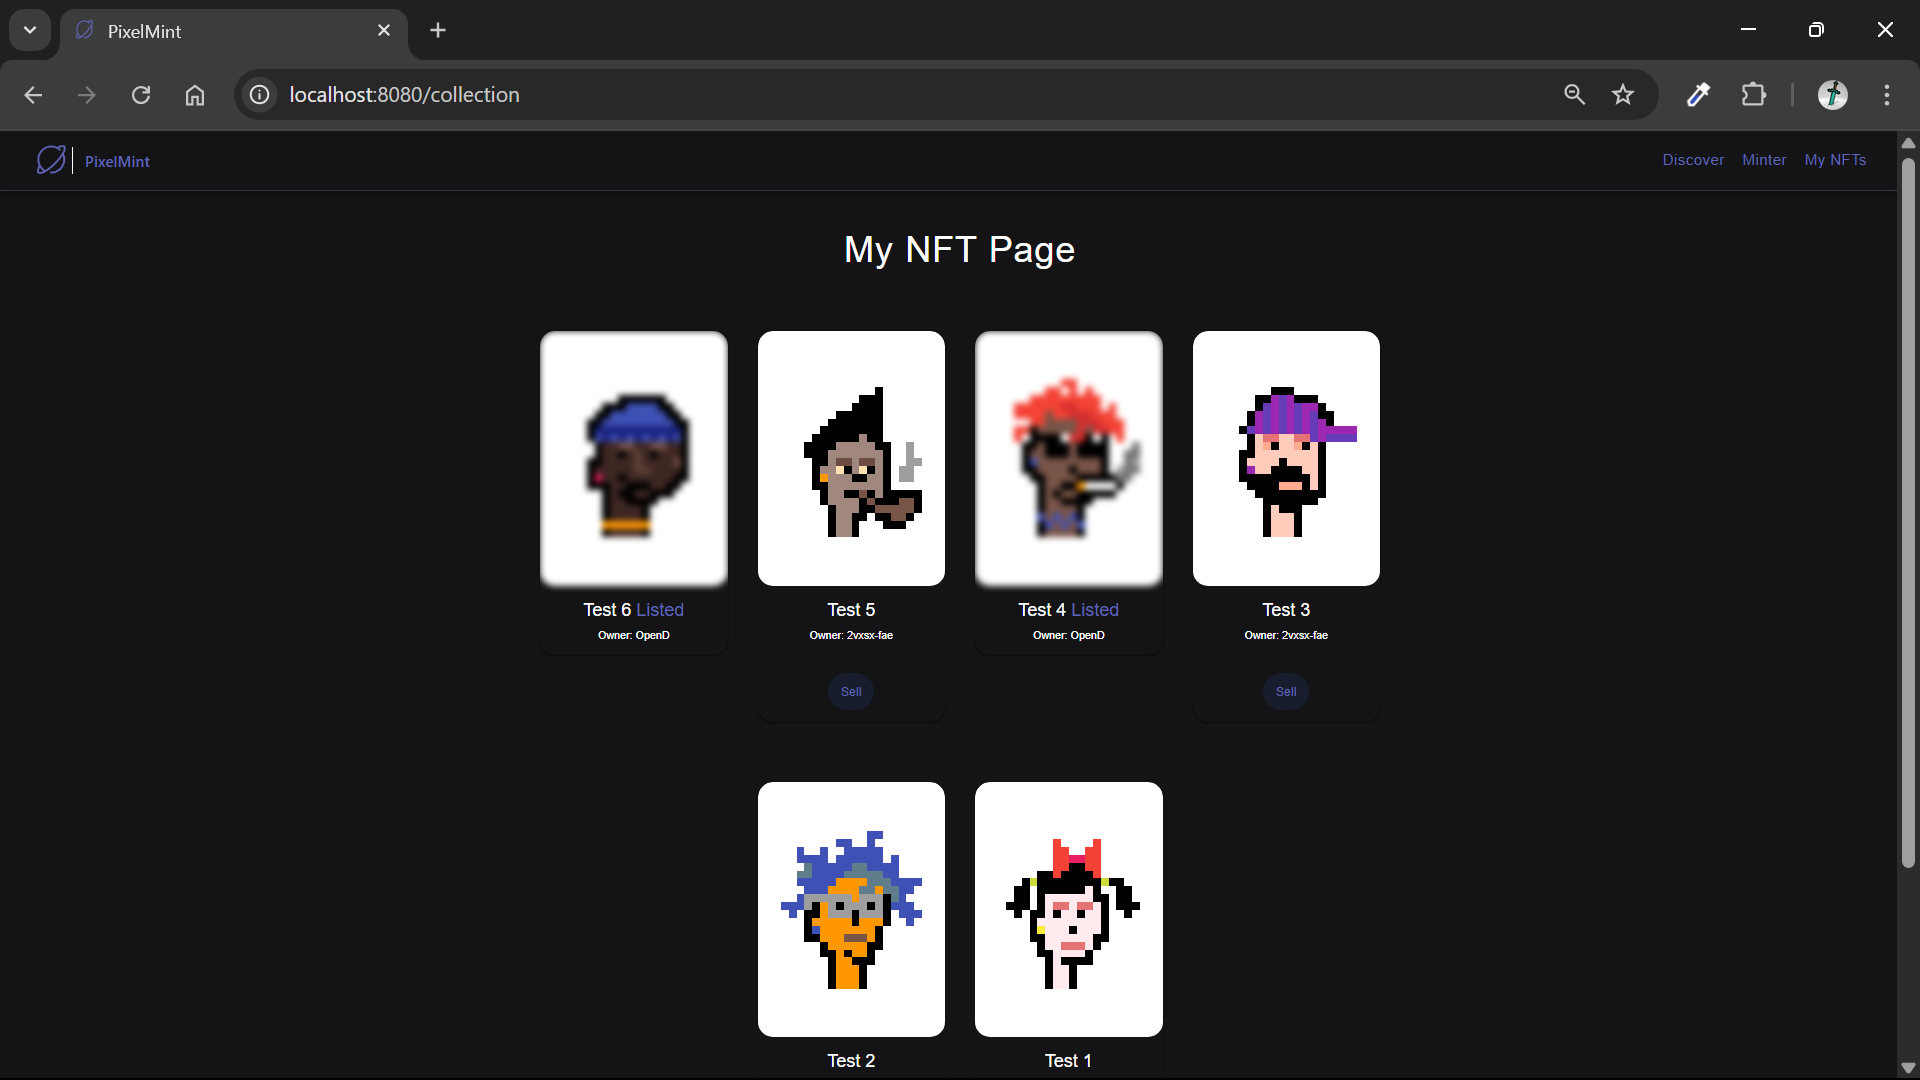 PixelMint
localhost:8080/collection
PixelMint
Discover Minter My NFTs
My NFT Page
Test 6 Listed
Owner: OpenD
Test 5
Owner: 2vxsx-fae
Sell
Test 4 Listed
Owner: OpenD
Test 3
Owner: 2vxsx-fae
Sell
Test 2
Test 1